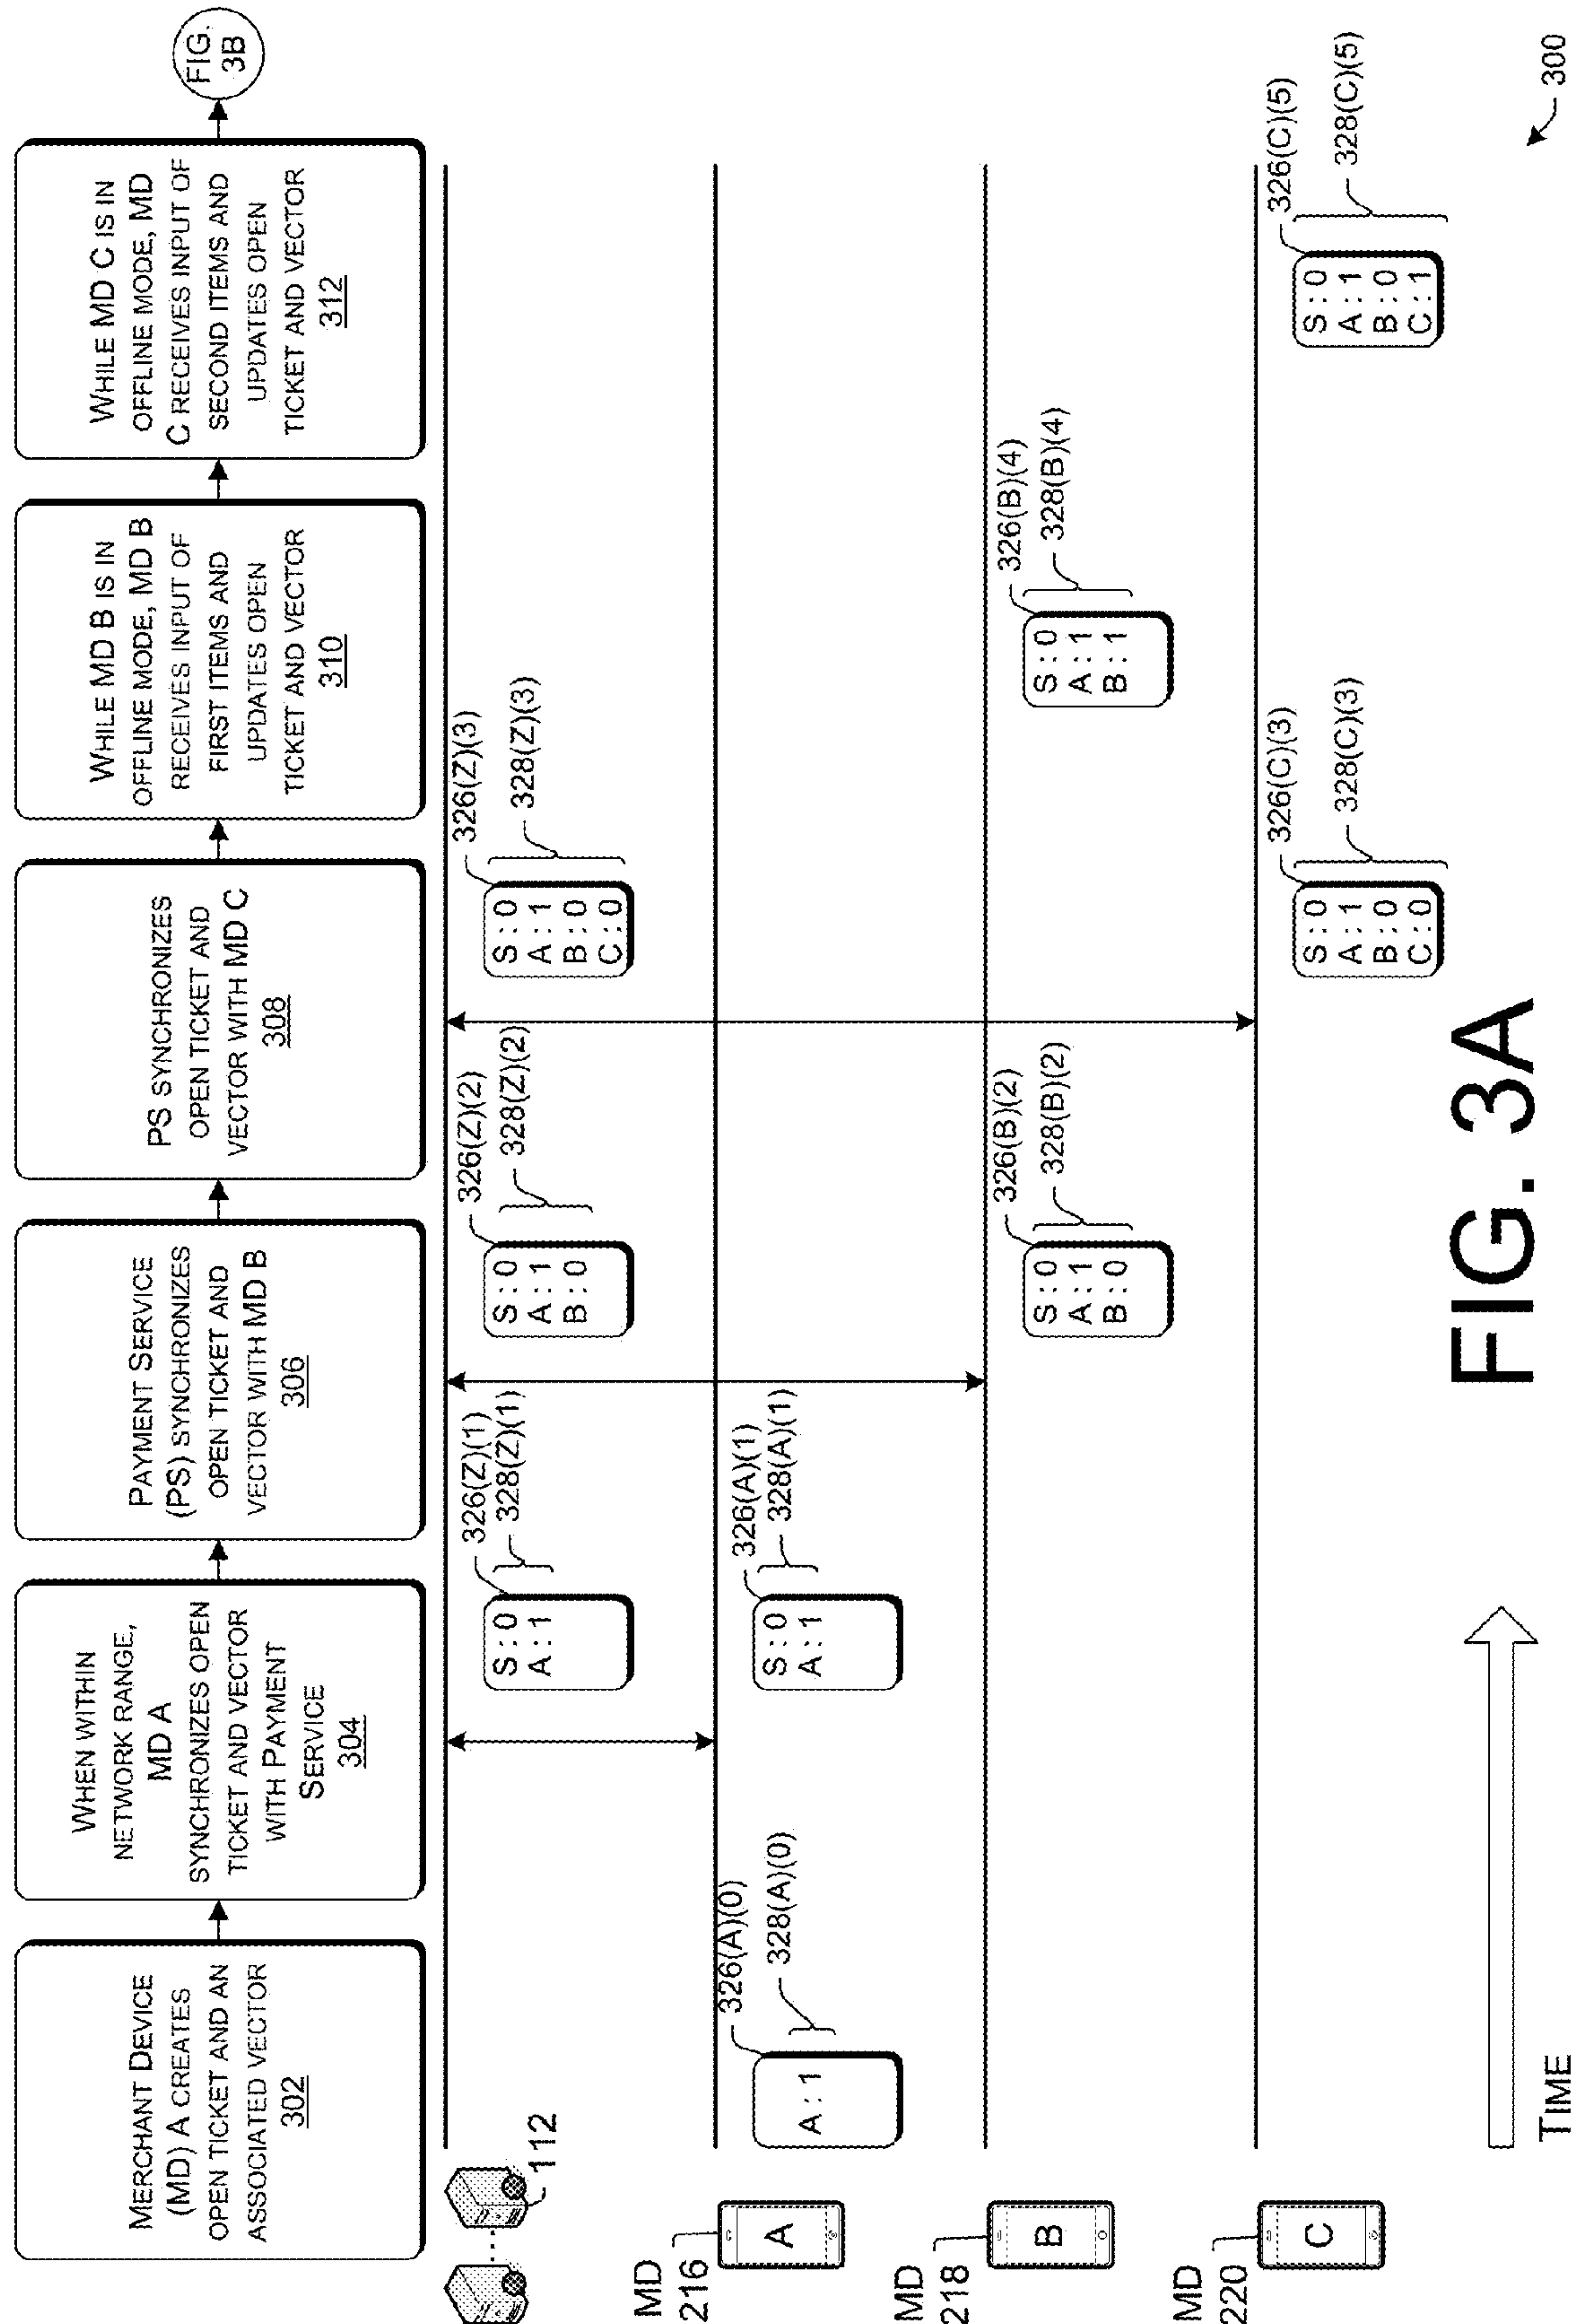 MERCHANT DEVICE
(MD) A CREATES
OPEN TICKET AND AN
ASSOCIATED VECTOR
302
WHEN WITHIN
NETWORK RANGE,
MD A
SYNCHRONIZES OPEN
TICKET AND VECTOR
WITH PAYMENT
SERVICE
304
PAYMENT SERVICE
(PS) SYNCHRONIZES
OPEN TICKET AND
VECTOR WITH MD B
306
PS SYNCHRONIZES
OPEN TICKET AND
VECTOR WITH MD C
308
WHILE MD B IS IN
OFFLINE MODE, MD B
RECEIVES INPUT OF
FIRST ITEMS AND
UPDATES OPEN
TICKET AND VECTOR
310
WHILE MD C IS IN
OFFLINE MODE, MD
C RECEIVES INPUT OF
SECOND ITEMS AND
UPDATES OPEN
TICKET AND VECTOR
312
FIG.
3B
112
326(Z)(1)
328(Z)(1)
S : 0
A : 1
326(Z)(2)
328(Z)(2)
S : 0
A : 1
B : 0
326(Z)(3)
328(Z)(3)
S : 0
A : 1
B : 0
C : 0
MD
216
A
326(A)(0)
328(A)(0)
A : 1
326(A)(1)
328(A)(1)
S : 0
A : 1
MD
218
B
326(B)(2)
328(B)(2)
S : 0
A : 1
B : 0
326(B)(4)
328(B)(4)
S : 0
A : 1
B : 1
MD
220
C
326(C)(3)
328(C)(3)
S : 0
A : 1
B : 0
C : 0
326(C)(5)
328(C)(5)
S : 0
A : 1
B : 0
C : 1
TIME
FIG. 3A
300